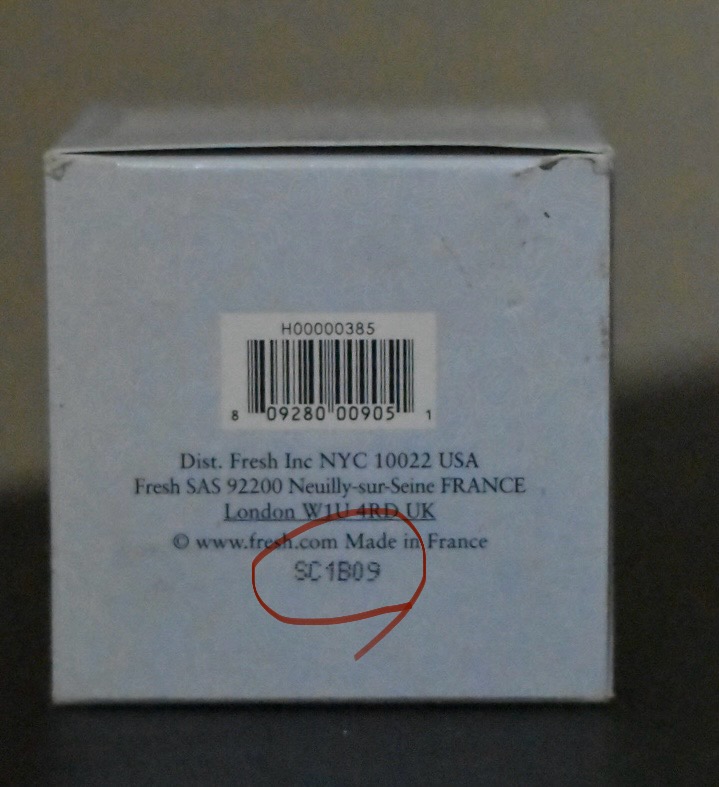 H00000385
8 09280 00905 1
Dist. Fresh Inc NYC 10022 USA
Fresh SAS 92200 Neuilly-sur-Seine FRANCE
London W1U 4RD UK
© www.fresh.com Made in France
SC1B09